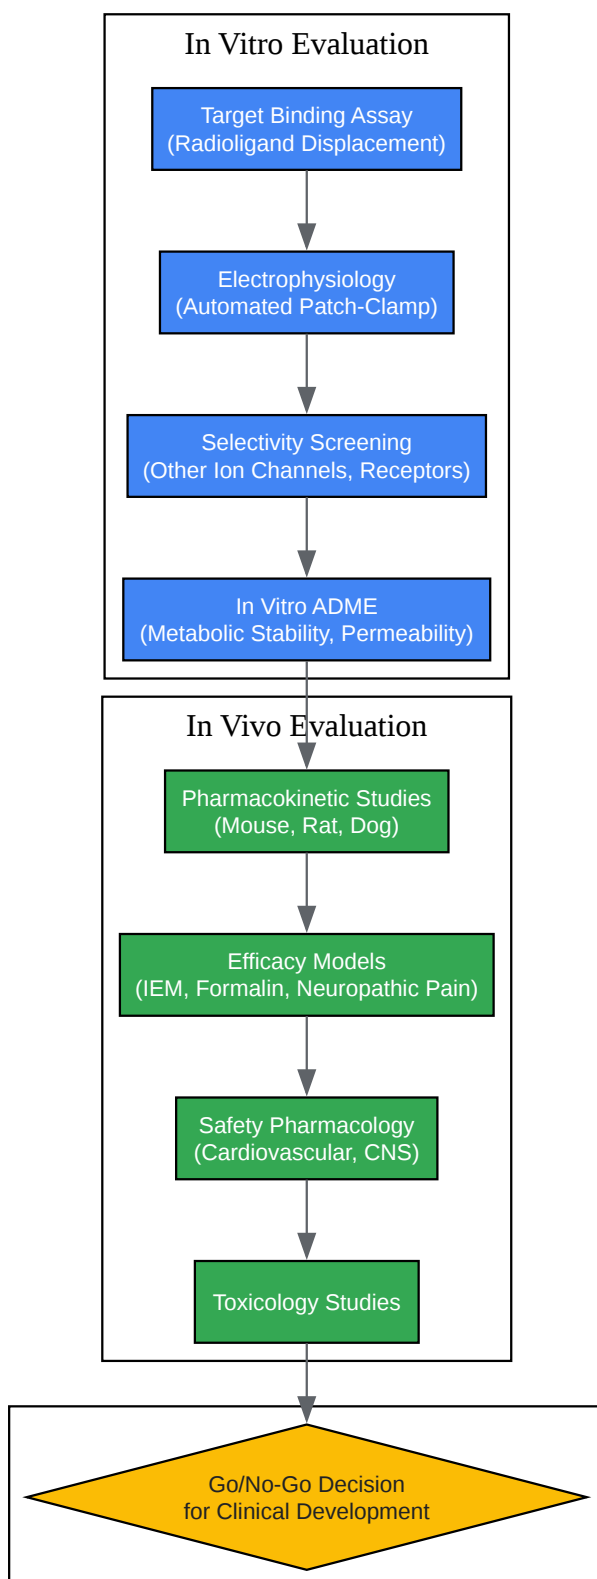 In Vitro Evaluation
Target Binding Assay
(Radioligand Displacement)
Electrophysiology
(Automated Patch-Clamp)
Selectivity Screening
(Other Ion Channels, Receptors)
In Vitro ADME
(Metabolic Stability, Permeability)
In Vivo Evaluation
Pharmacokinetic Studies
(Mouse, Rat, Dog)
Efficacy Models
(IEM, Formalin, Neuropathic Pain)
Safety Pharmacology
(Cardiovascular, CNS)
Toxicology Studies
Go/No-Go Decision
for Clinical Development